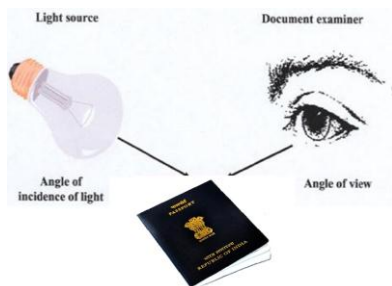 Light source
Document examiner
Angle of
incidence of light
Angle of view
PASSPORT
REPUBLIC OF INDIA